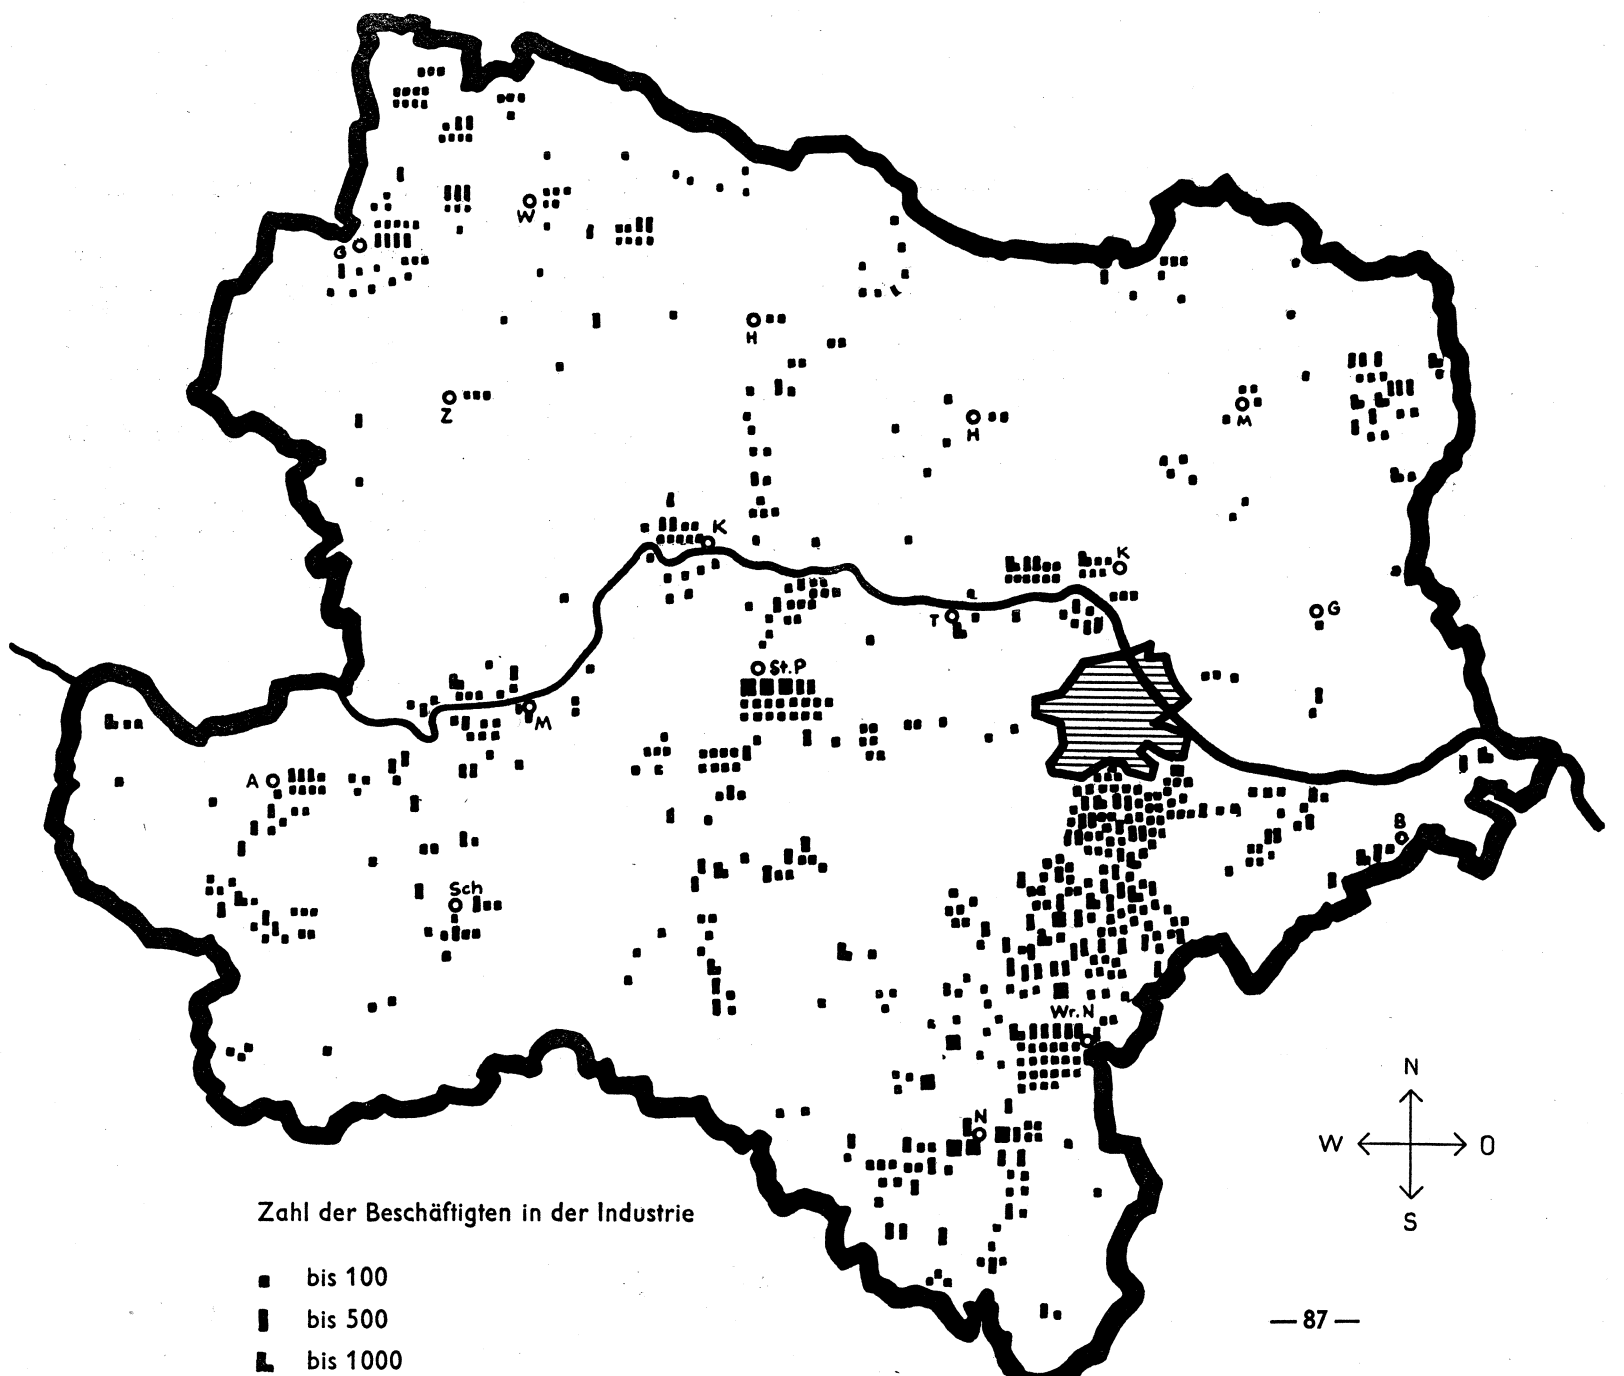 W
G
H
Z
H
M
K
K
T
G
St.P
M
A
B
Sch
Wr.N
N
N
W O
S
Zahl der Beschäftigten in der Industrie
bis 100
bis 500
— 87 —
bis 1000